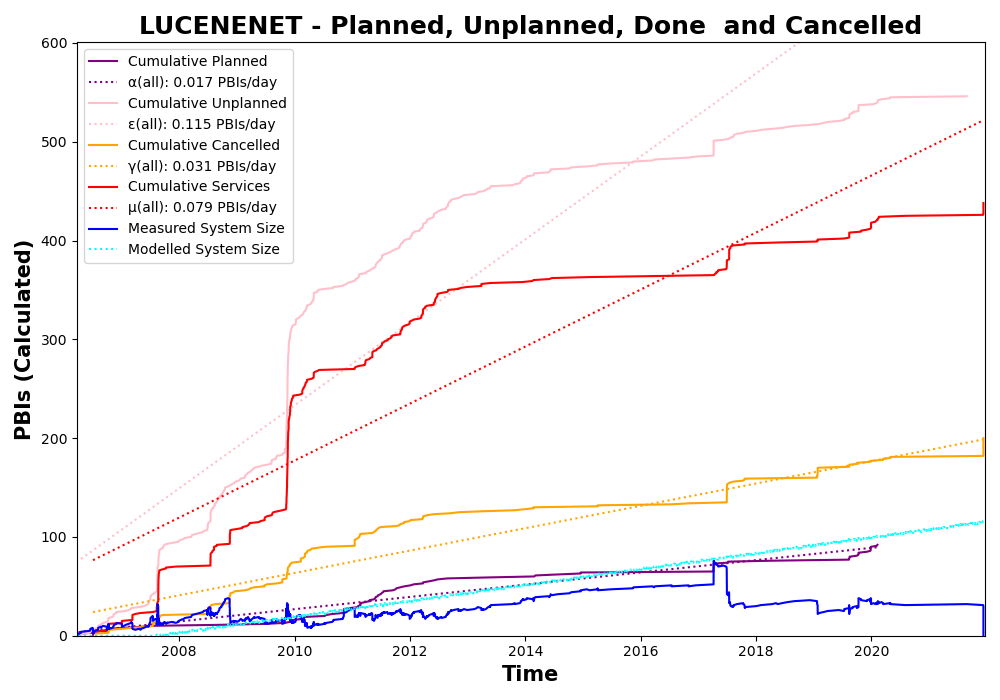 LUCENENET - Planned, Unplanned, Done  and Cancelled
PBIs (Calculated)
600
500
400
300
200
100
0
Cumulative Planned
α(all): 0.017 PBIs/day
Cumulative Unplanned
ε(all): 0.115 PBIs/day
Cumulative Cancelled
γ(all): 0.031 PBIs/day
Cumulative Services
μ(all): 0.079 PBIs/day
Measured System Size
Modelled System Size
2008 2010 2012 2014 2016 2018 2020
Time